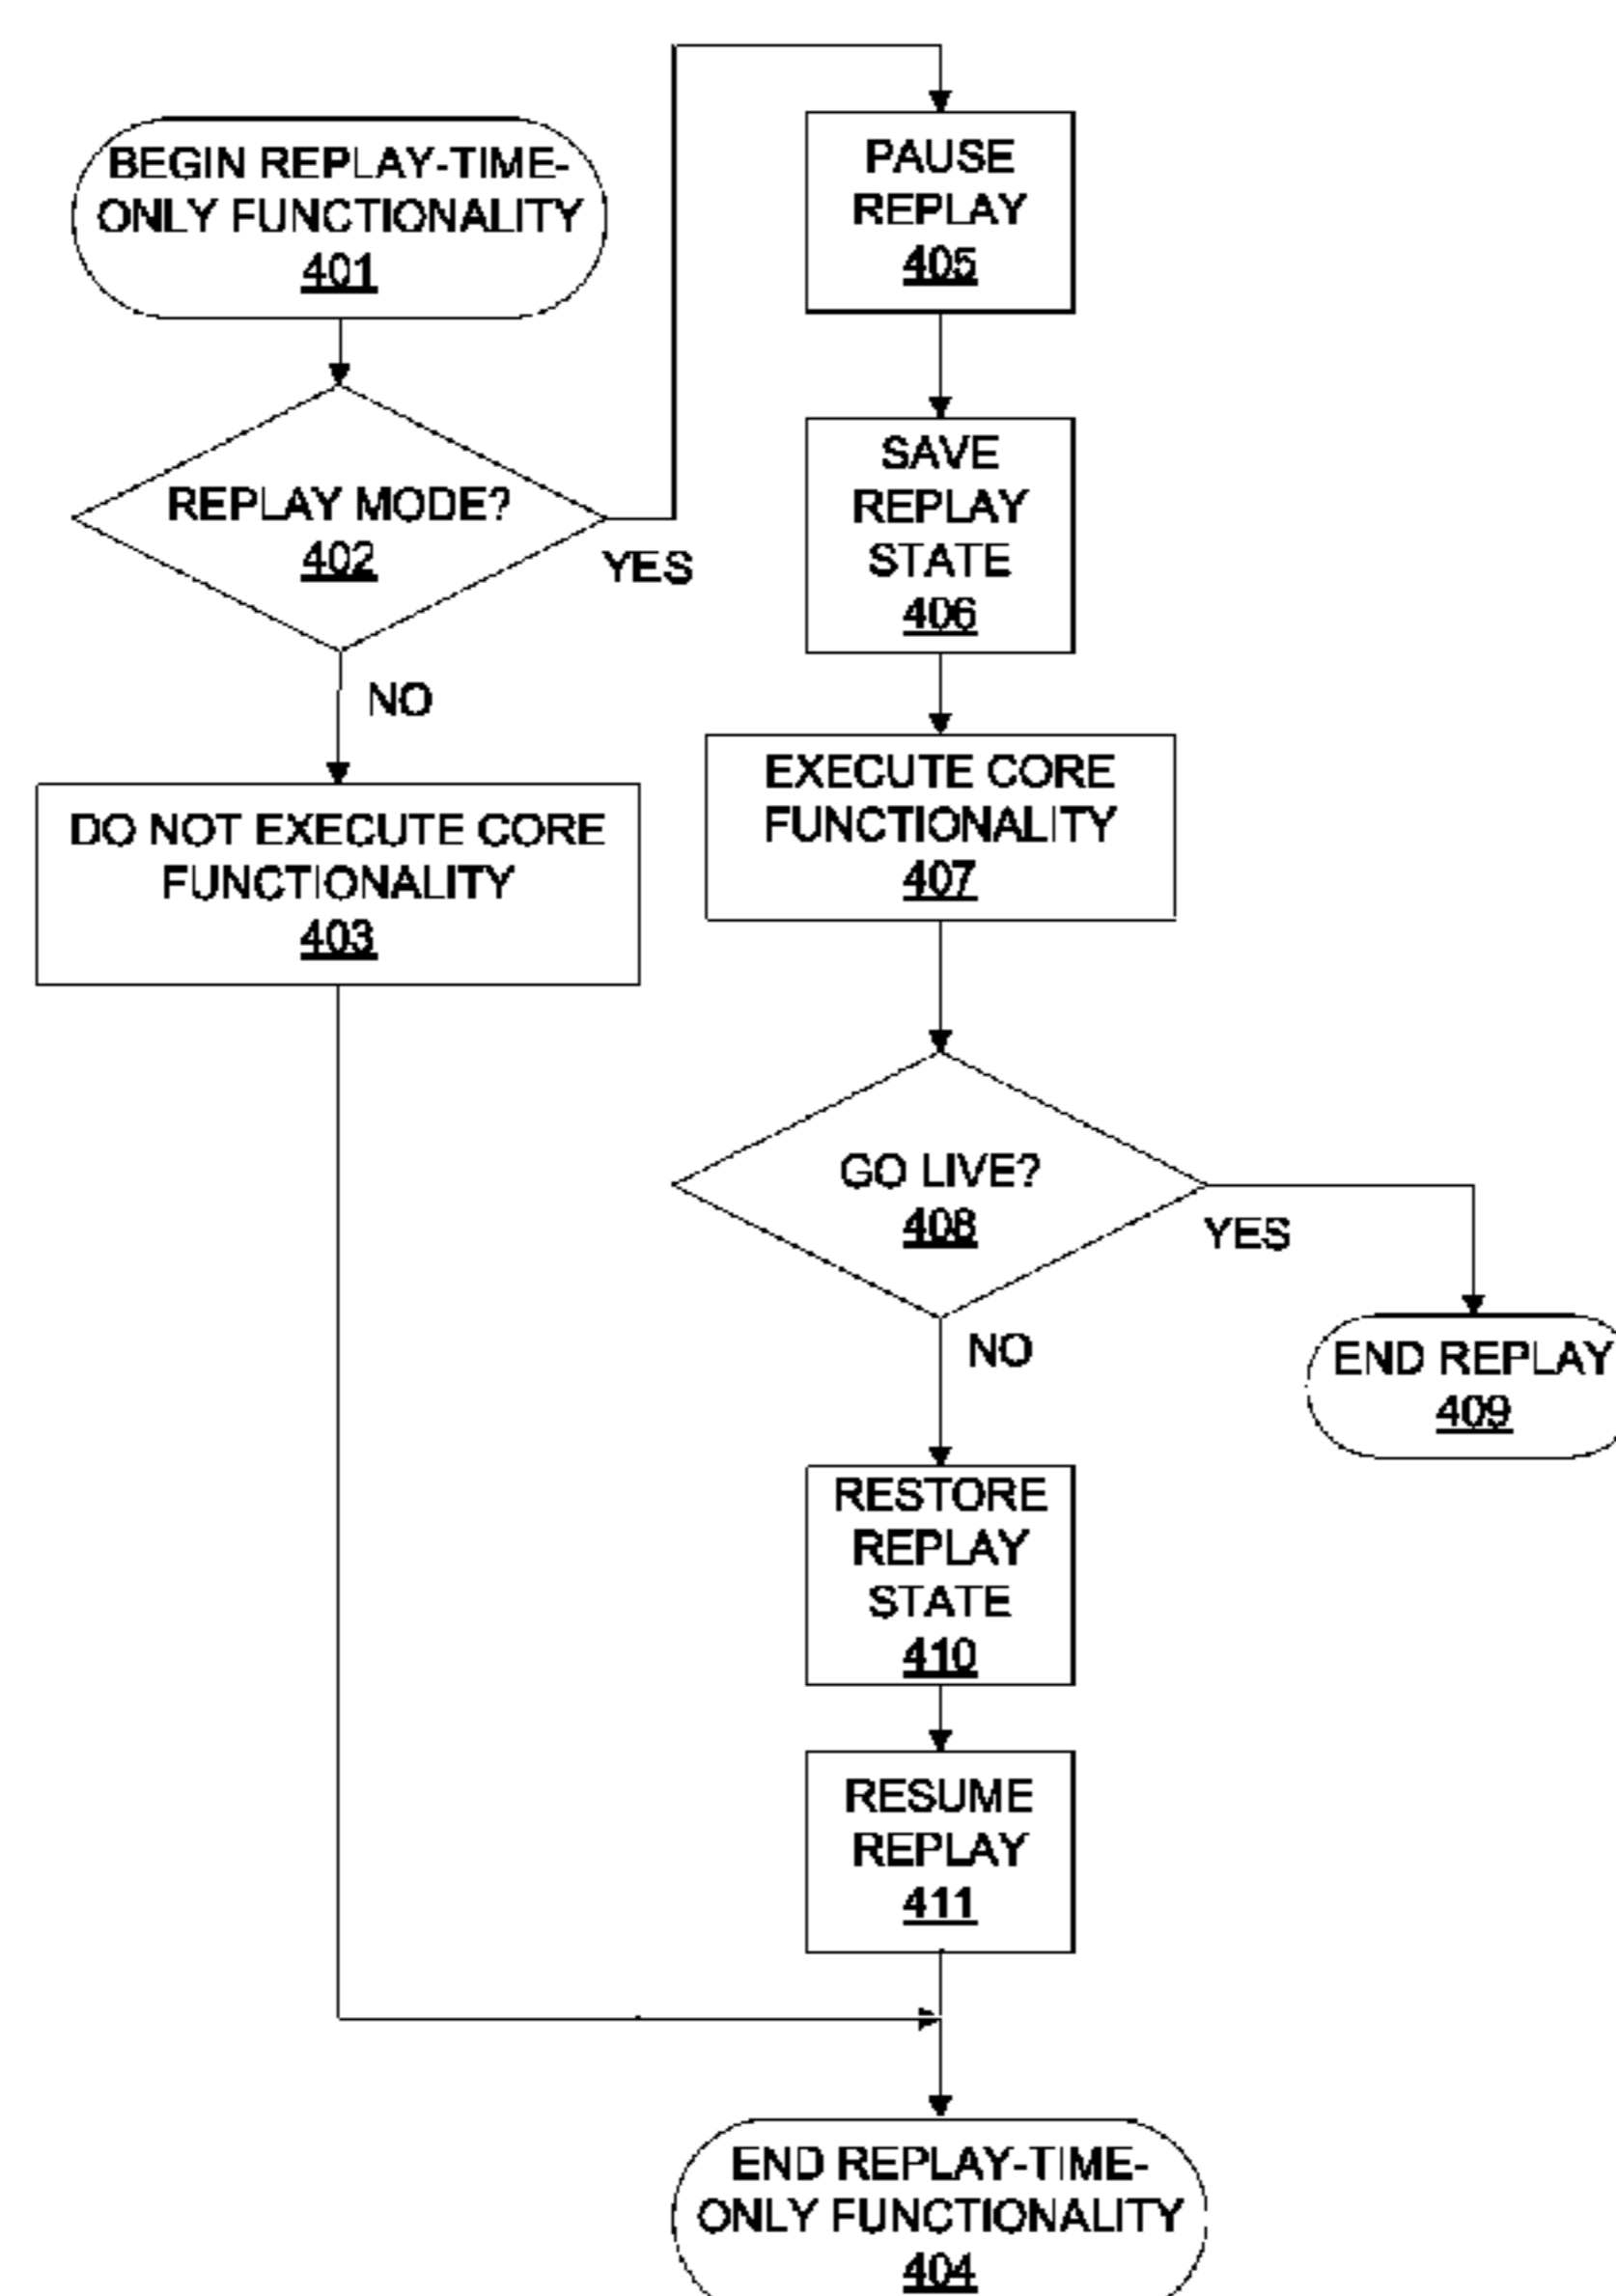 BEGIN REPLAY-TIME-
ONLY FUNCTIONALITY
401
REPLAY MODE?
402
YES
NO
DO NOT EXECUTE CORE
FUNCTIONALITY
403
PAUSE
REPLAY
405
SAVE
REPLAY
STATE
406
EXECUTE CORE
FUNCTIONALITY
407
GO LIVE?
408
YES
NO
END REPLAY
409
RESTORE
REPLAY
STATE
410
RESUME
REPLAY
411
END REPLAY-TIME-
ONLY FUNCTIONALITY
404